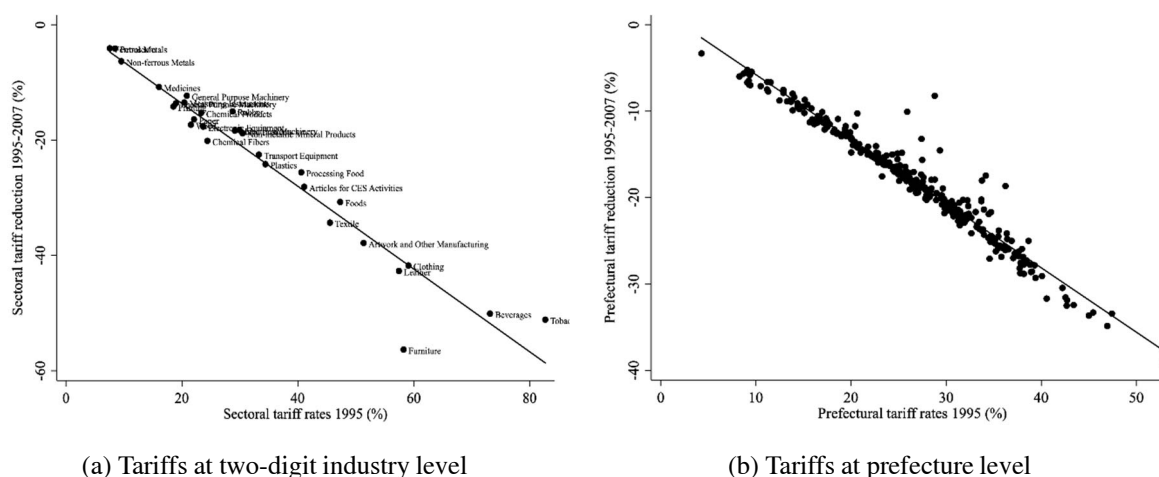 Sectoral tariff reduction 1995-2007 (%)
0
-20
-40
-60
Metals
Non-ferrous Metals
Medicines
General Purpose Machinery
Chemical Products
Non-metallic Mineral Products
Chemical Fibers
Transport Equipment
Plastics
Processing Food
Articles for CES Activities
Foods
Textile
Artwork and Other Manufacturing
Clothing
Leather
Beverages
Tobac
Furniture
0 20 40 60 80
Sectoral tariff rates 1995 (%)
(a) Tariffs at two-digit industry level
Prefectural tariff reduction 1995-2007 (%)
0
-10
-20
-30
-40
0 10 20 30 40 50
Prefectural tariff rates 1995 (%)
(b) Tariffs at prefecture level